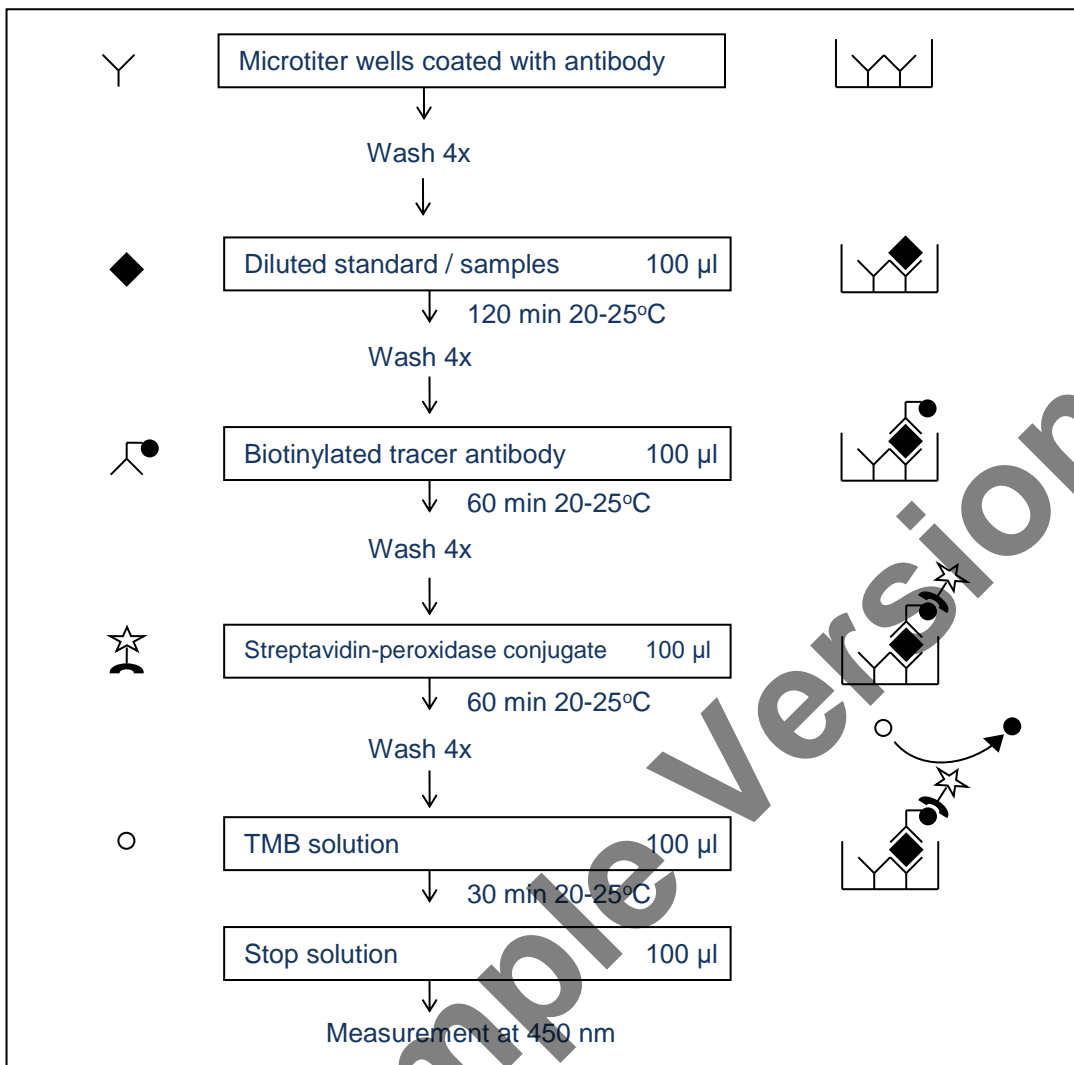 Microtiter wells coated with antibody
Wash 4x
Diluted standard / samples 100 µl
120 min 20-25°C
Wash 4x
Biotinylated tracer antibody 100 µl
60 min 20-25°C
Wash 4x
Streptavidin-peroxidase conjugate 100 µl
60 min 20-25°C
Wash 4x
TMB solution 100 µl
30 min 20-25°C
Stop solution 100 µl
Measurement at 450 nm
mple Version